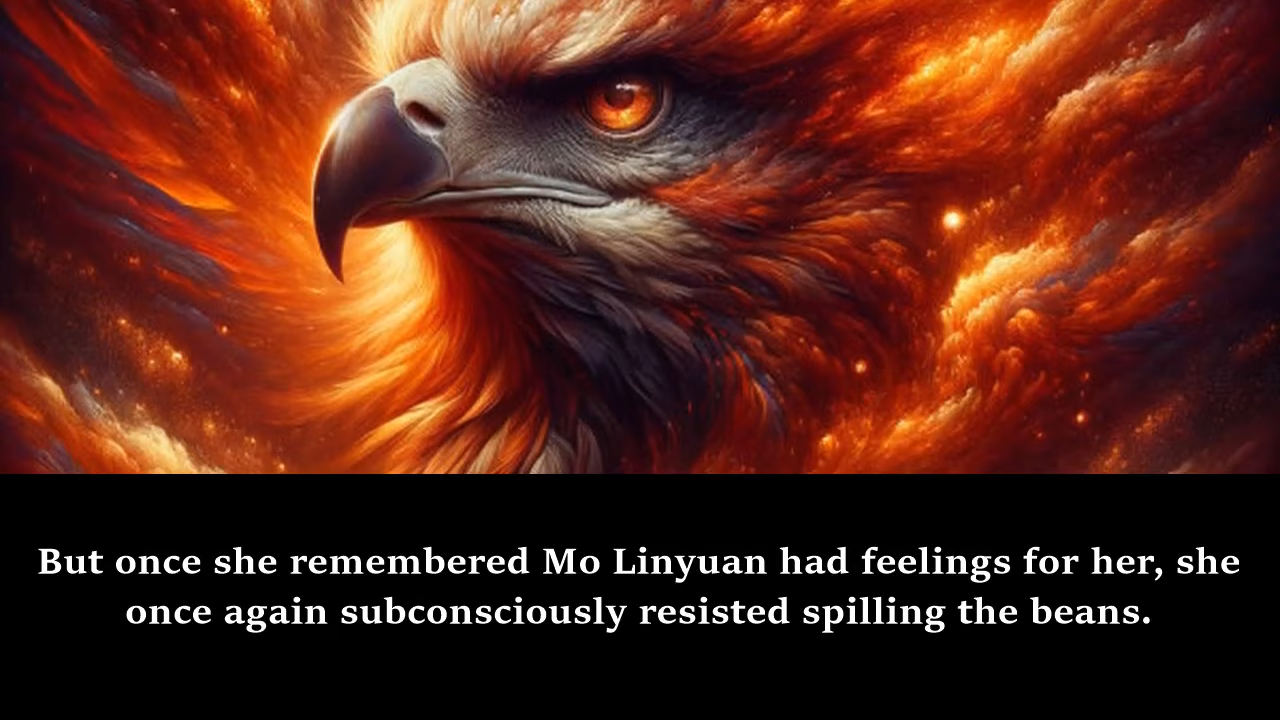 But once she remembered Mo Linyuan had feelings for her, she
once again subconsciously resisted spilling the beans.